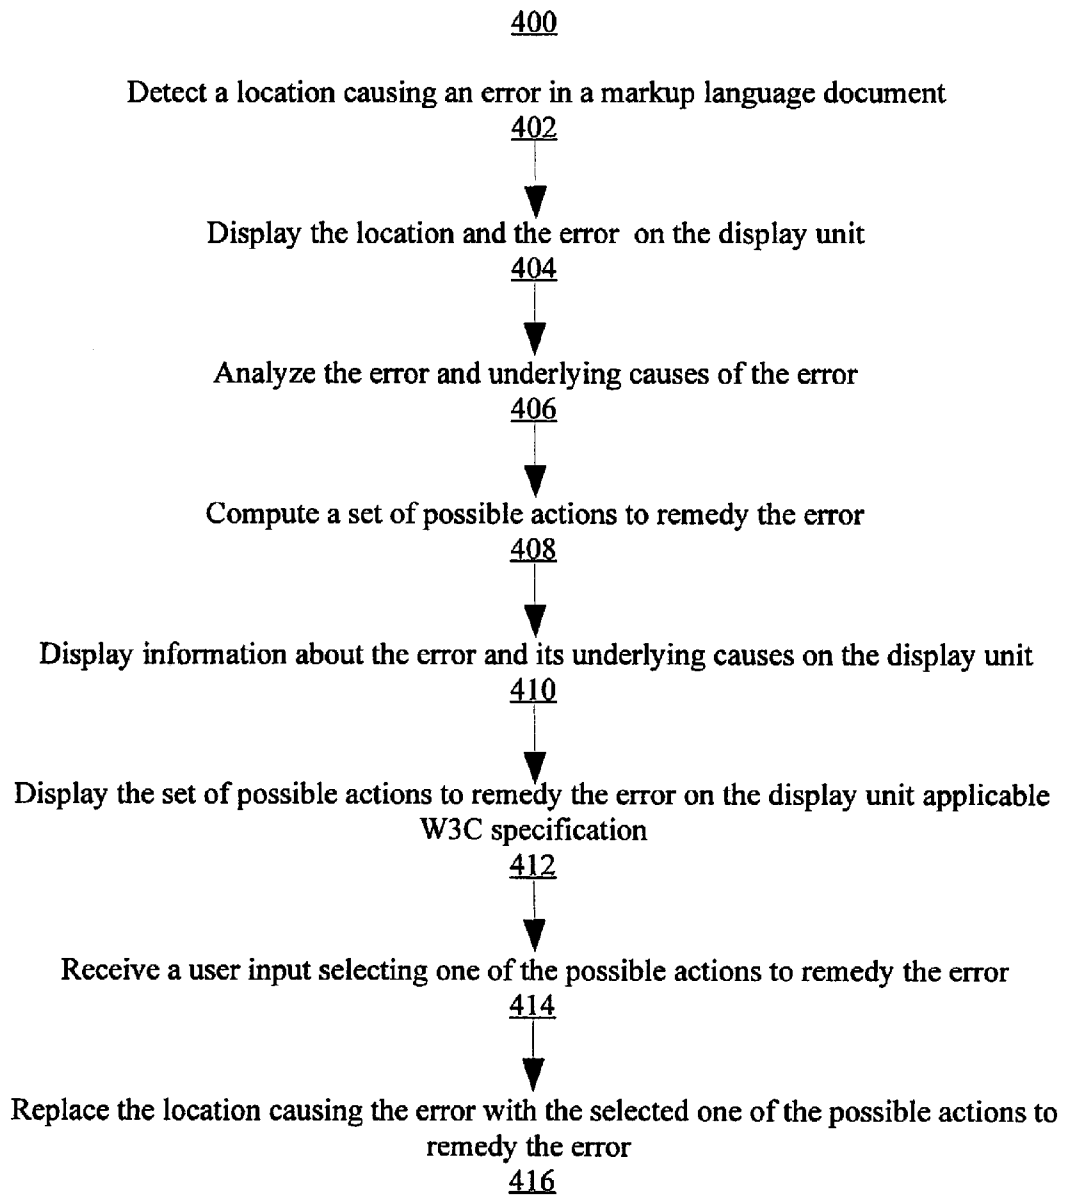 400
Detect a location causing an error in a markup language document
402
Display the location and the error on the display unit
404
Analyze the error and underlying causes of the error
406
Compute a set of possible actions to remedy the error
408
Display information about the error and its underlying causes on the display unit
410
Display the set of possible actions to remedy the error on the display unit applicable
W3C specification
412
Receive a user input selecting one of the possible actions to remedy the error
414
Replace the location causing the error with the selected one of the possible actions to
remedy the error
416